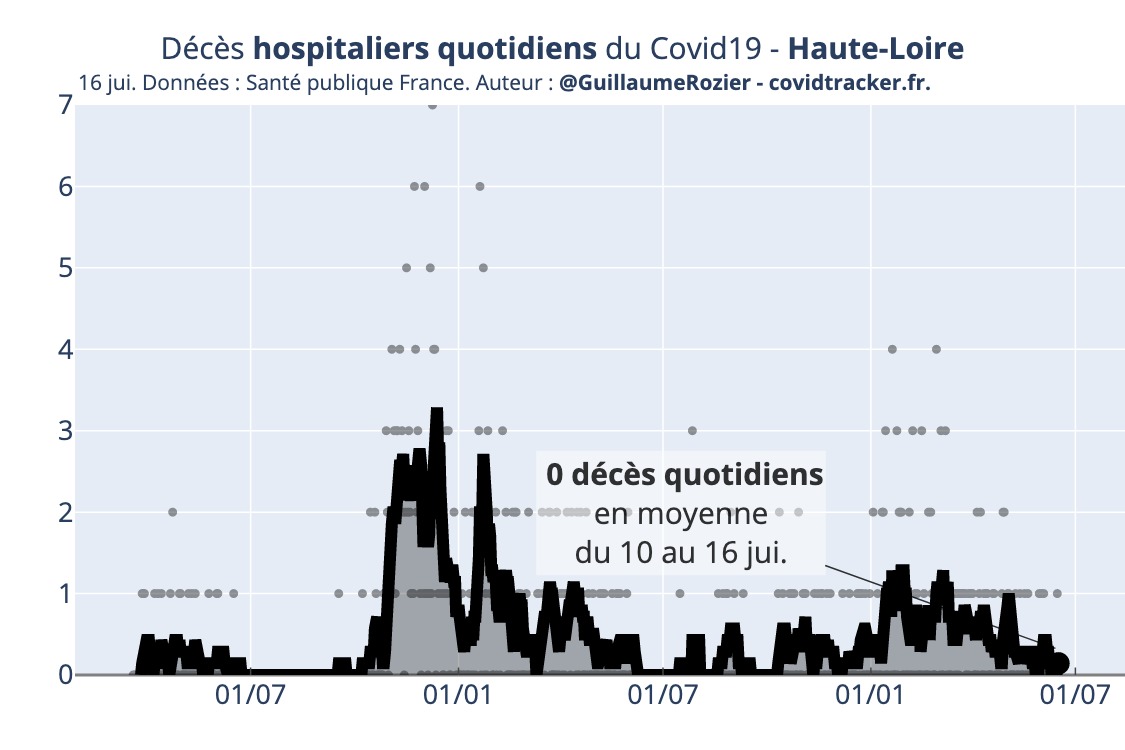 Décès hospitaliers quotidiens du Covid19 - Haute-Loire
16 jui. Données : Santé publique France. Auteur : @GuillaumeRozier - covidtracker.fr.
7
6
5
4
3
2
1
0
0 décès quotidiens
en moyenne
du 10 au 16 jui.
01/07 01/01 01/07 01/01 01/07